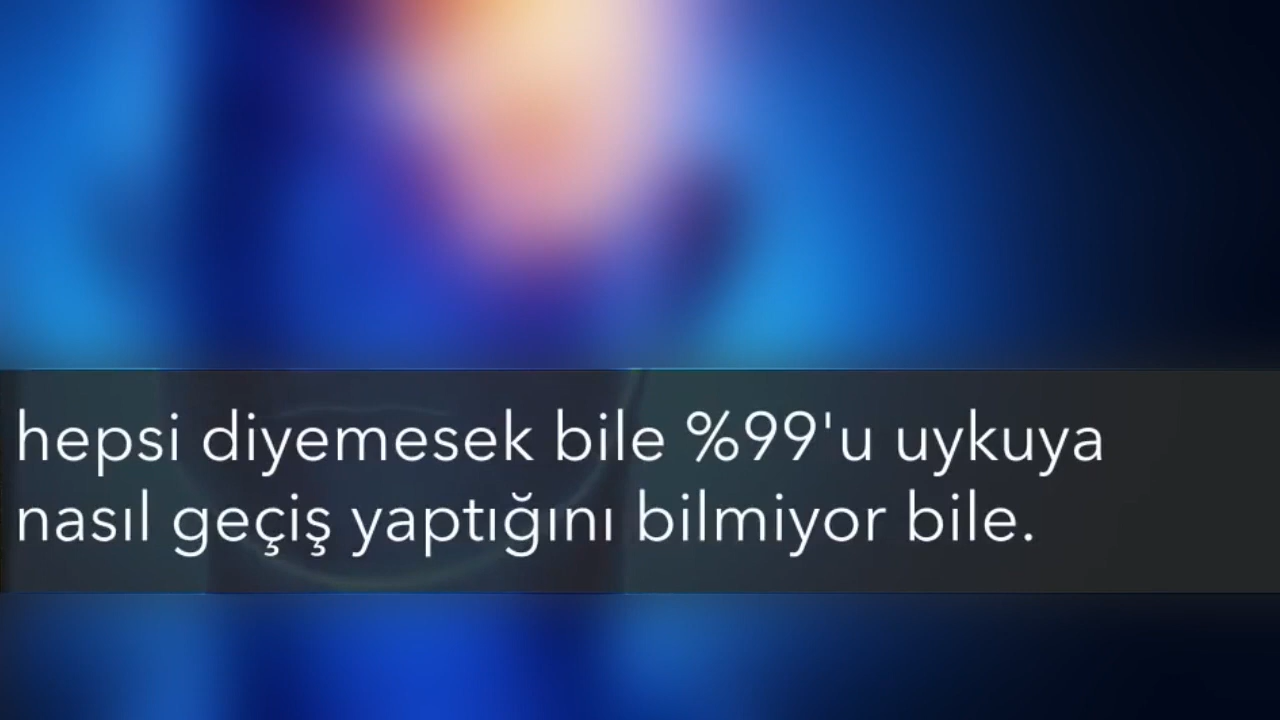 hepsi diyemesek bile %99'u uykuya
nasıl geçiş yaptığını bilmiyor bile.